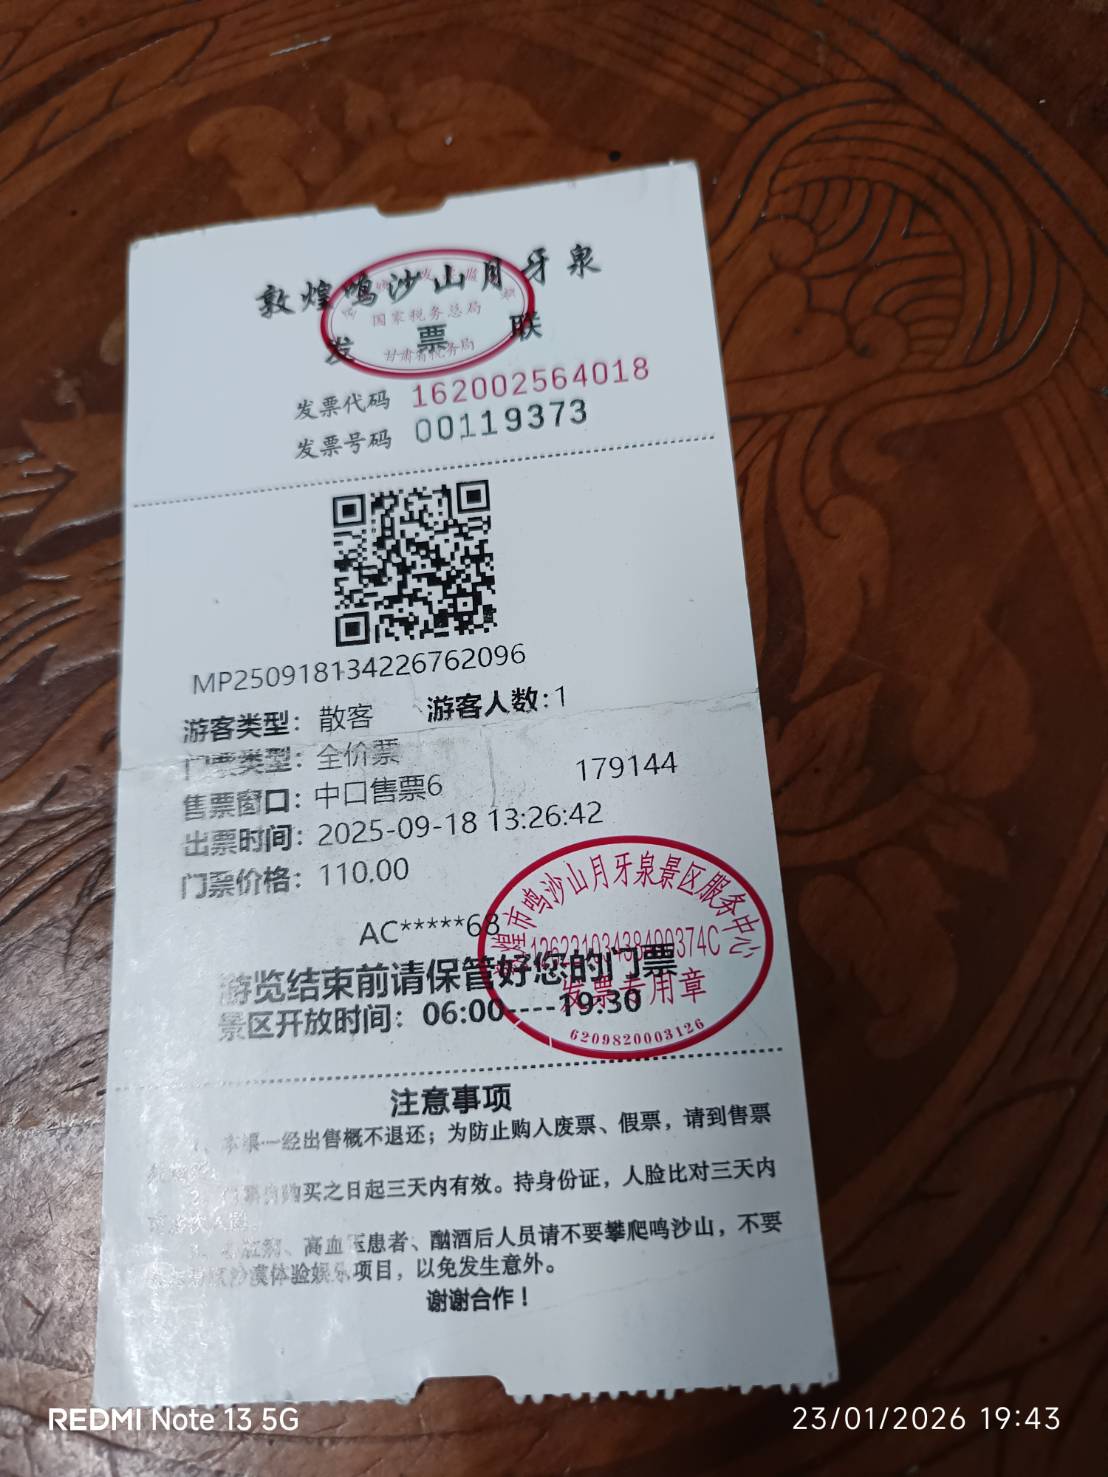 敦煌鸣沙山月牙泉
国家税务总局
甘肃省税务局
发 票 联
发票代码 162002564018
发票号码 00119373
MP250918134226762096
游客类型：散客 游客人数：1
门票类型：全价票
售票窗口：中口售票6 179144
出票时间：2025-09-18 13:26:42
门票价格：110.00
AC*****68
游览结束前请保管好您的门票
景区开放时间：06:00----19:30
敦煌市鸣沙山月牙泉景区服务中心
发票专用章
6209820003126
注意事项
本票一经出售概不退还；为防止购入废票、假票，请到售票
购买之日起三天内有效。持身份证，人脸比对三天内
高血压患者、酗酒后人员请不要攀爬鸣沙山，不要
沙漠体验娱乐项目，以免发生意外。
谢谢合作！
REDMI Note 13 5G
23/01/2026 19:43